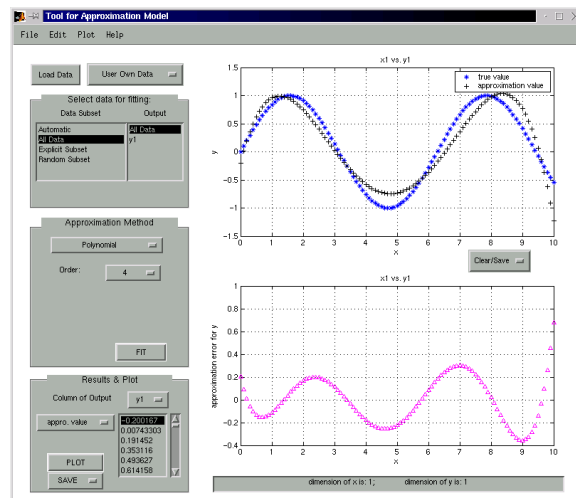 Tool for Approximation Model
File Edit Plot Help
Load Data
User Own Data
Select data for fitting:
Data Subset Output
Automatic
All Data
Explicit Subset
Random Subset
All Data
y1
Approximation Method
Polynomial
Order: 4
FIT
Results & Plot
Column of Output y1
appro. value
-0.200167
0.00743303
0.191452
0.353116
0.493627
0.614158
PLOT
SAVE
x1 vs. y1
true value
approximation value
1.5
1
0.5
0
-0.5
-1
-1.5
y
0 1 2 3 4 5 6 7 8 9 10
x
Clear/Save
x1 vs. y1
1
0.8
0.6
0.4
0.2
0
-0.2
-0.4
approximation error for y
0 1 2 3 4 5 6 7 8 9 10
x
dimension of x is: 1; dimension of y is: 1